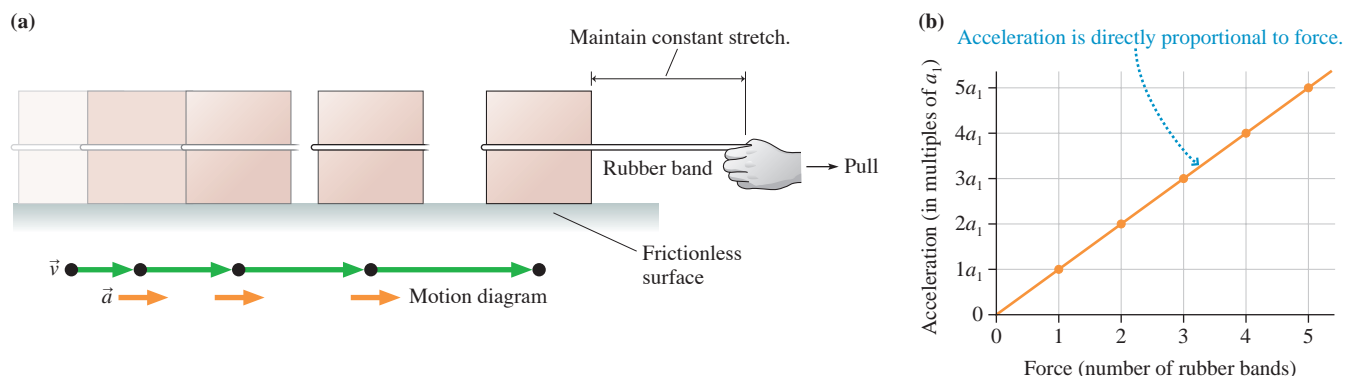 (a)
Maintain constant stretch.
Rubber band
Pull
Frictionless
surface
v⃗
a⃗
Motion diagram
(b)
Acceleration is directly proportional to force.
Acceleration (in multiples of a₁)
5a₁
4a₁
3a₁
2a₁
1a₁
0
0 1 2 3 4 5
Force (number of rubber bands)